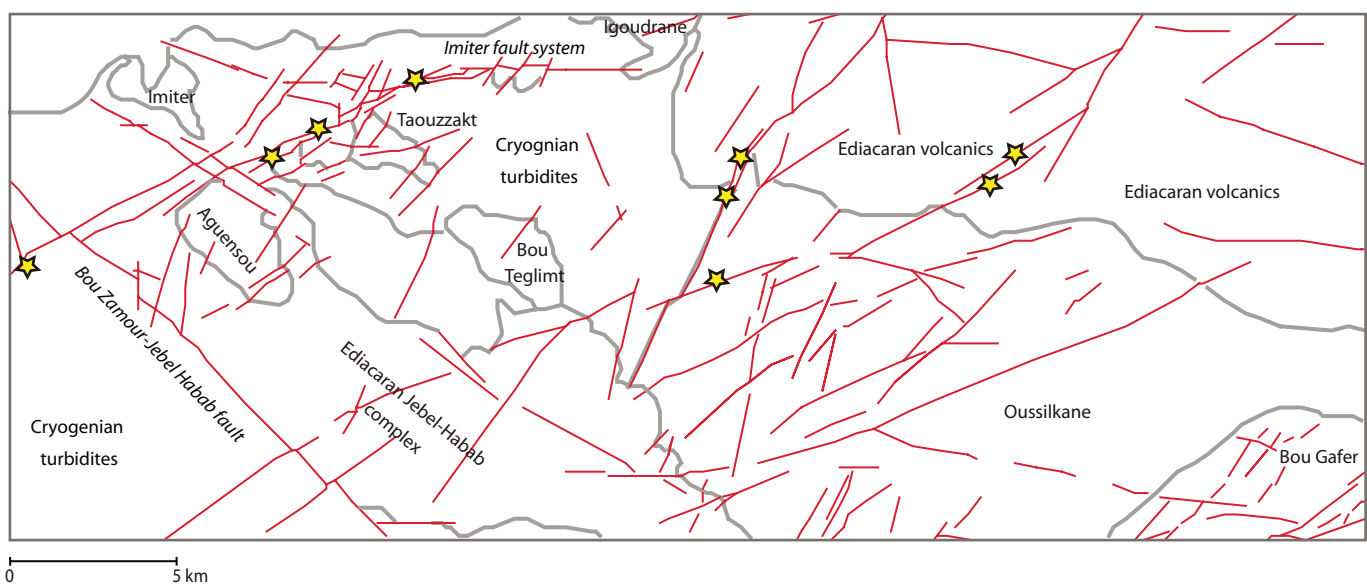 Igoudrane
Imiter fault system
Imiter
Taouzzakt
Cryognian
turbidites
Ediacaran volcanics
Ediacaran volcanics
Aguensou
Bou
Teglimt
Bou Zamour-Jebel Habab fault
Ediacaran Jebel-Habab
complex
Oussilkane
Cryogenian
turbidites
Bou Gafer
0
5 km